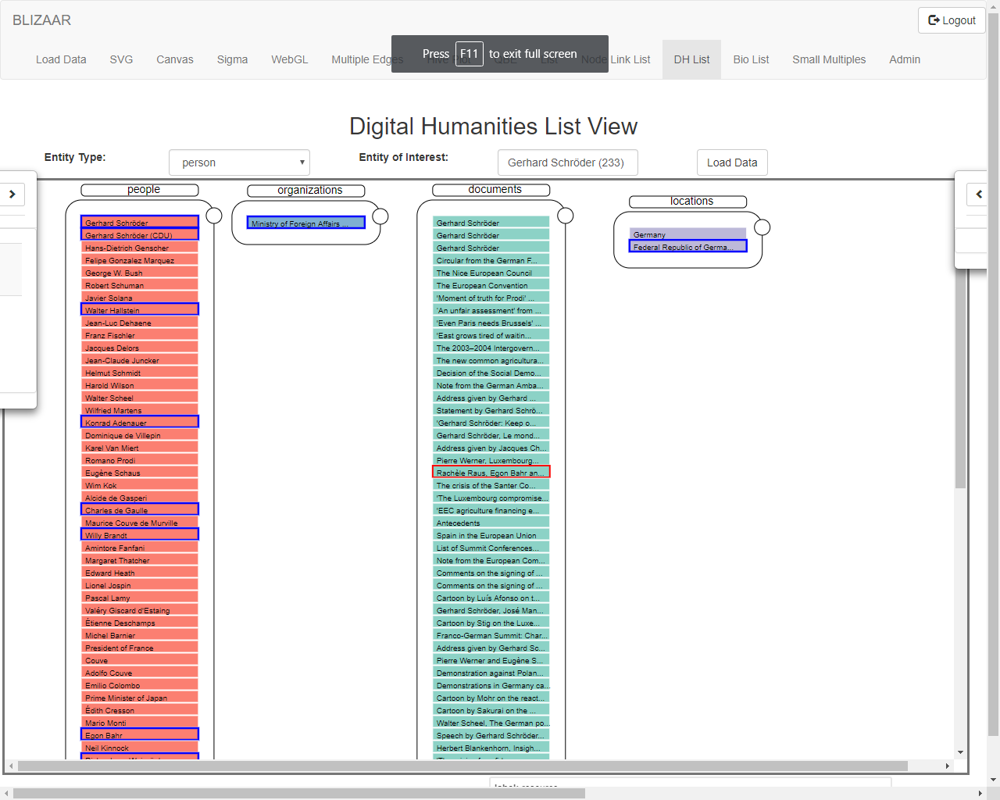 BLIZAAR
Logout
Load Data SVG Canvas Sigma WebGL Multiple Edges Node Link List DH List Bio List Small Multiples Admin
Press F11 to exit full screen
Digital Humanities List View
Entity Type: person Entity of Interest: Gerhard Schröder (233) Load Data
people
Gerhard Schröder
Gerhard Schröder (CDU)
Hans-Dietrich Genscher
Felipe Gonzalez Marquez
George W. Bush
Robert Schuman
Javier Solana
Walter Hallstein
Jean-Luc Dehaene
Franz Fischler
Jacques Delors
Jean-Claude Juncker
Helmut Schmidt
Harold Wilson
Walter Scheel
Wilfried Martens
Konrad Adenauer
Dominique de Villepin
Karel Van Miert
Romano Prodi
Eugène Schaus
Wim Kok
Alcide de Gasperi
Charles de Gaulle
Maurice Couve de Murville
Willy Brandt
Amintore Fanfani
Margaret Thatcher
Edward Heath
Lionel Jospin
Pascal Lamy
Valéry Giscard d'Estaing
Étienne Deschamps
Michel Barnier
President of France
Couve
Adolfo Couve
Emilio Colombo
Prime Minister of Japan
Édith Cresson
Mario Monti
Egon Bahr
Neil Kinnock
organizations
Ministry of Foreign Affairs ...
documents
Gerhard Schröder
Gerhard Schröder
Gerhard Schröder
Circular from the German F...
The Nice European Council
The European Convention
'Moment of truth for Prodi' ...
'An unfair assessment' from ...
'Even Paris needs Brussels' ...
'East grows tired of waitin...
The 2003–2004 Intergovern...
The new common agricultura...
Decision of the Social Demo...
Note from the German Amba...
Address given by Gerhard ...
Statement by Gerhard Schrö...
'Gerhard Schröder: Keep o...
Gerhard Schröder, Le mond...
Address given by Jacques Ch...
Pierre Werner, Luxembourg...
Rachèle Raus, Egon Bahr an...
The crisis of the Santer Co...
'The Luxembourg compromise...
'EEC agriculture financing e...
Antecedents
Spain in the European Union
List of Summit Conferences...
Note from the European Com...
Comments on the signing of ...
Comments on the signing of ...
Cartoon by Luís Afonso on t...
Gerhard Schröder, José Man...
Cartoon by Stig on the Luxe...
Franco-German Summit: Char...
Address given by Gerhard Sc...
Pierre Werner and Eugène S...
Demonstration against Polan...
Demonstrations in Germany ca...
Cartoon by Mohr on the react...
Cartoon by Sakurai on the ...
Walter Scheel, The German po...
Speech by Gerhard Schröder...
Herbert Blankenhorn, Insigh...
locations
Germany
Federal Republic of Germa...